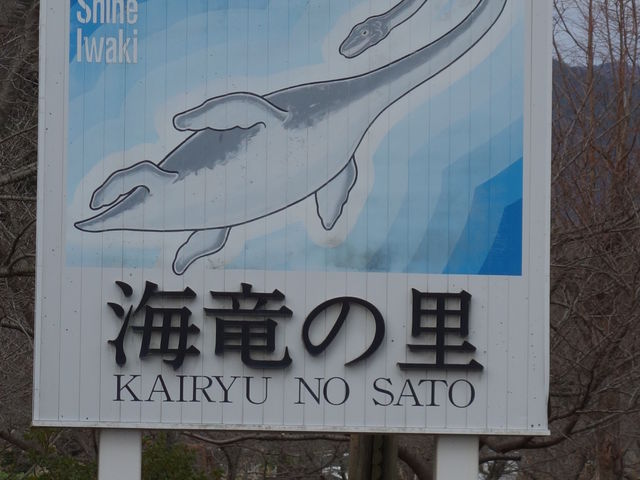 Shine
Iwaki
海竜の里
KAIRYU NO SATO